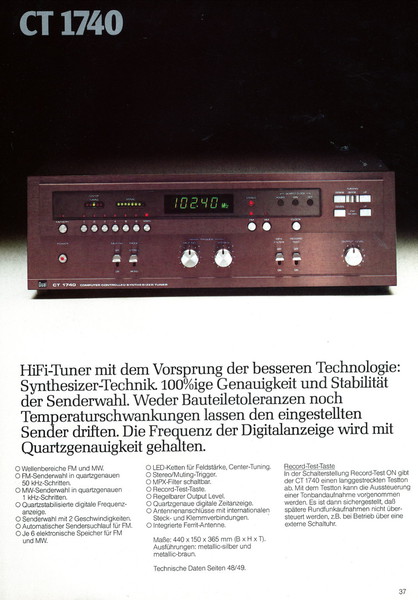 CT 1740
102.40 MHz
Dual
CT 1740 COMPUTER CONTROLLED SYNTHESIZER TUNER
HiFi-Tuner mit dem Vorsprung der besseren Technologie:
Synthesizer-Technik. 100%ige Genauigkeit und Stabilität
der Senderwahl. Weder Bauteiletoleranzen noch
Temperaturschwankungen lassen den eingestellten
Sender driften. Die Frequenz der Digitalanzeige wird mit
Quartzgenauigkeit gehalten.
○ Wellenbereiche FM und MW.
○ FM-Senderwahl in quartzgenauen
50 kHz-Schritten.
○ MW-Senderwahl in quartzgenauen
1 kHz-Schritten.
○ Quartzstabilisierte digitale Frequenz-
anzeige.
○ Senderwahl mit 2 Geschwindigkeiten.
○ Automatischer Sendersuchlauf für FM.
○ Je 6 elektronische Speicher für FM
und MW.
○ LED-Ketten für Feldstärke, Center-Tuning.
○ Stereo/Muting-Trigger.
○ MPX-Filter schaltbar.
○ Record-Test-Taste.
○ Regelbarer Output Level.
○ Quartzgenaue digitale Zeitanzeige.
○ Antennenanschlüsse mit internationalen
Steck- und Klemmverbindungen.
○ Integrierte Ferrit-Antenne.
Maße: 440 x 150 x 365 mm (B x H x T).
Ausführungen: metallic-silber und
metallic-braun.
Technische Daten Seiten 48/49.
Record-Test-Taste
In der Schalterstellung Record-Test ON gibt
der CT 1740 einen langgestreckten Testton
ab. Mit dem Testton kann die Aussteuerung
einer Tonbandaufnahme vorgenommen
werden. Es ist dann sichergestellt, daß
spätere Rundfunkaufnahmen nicht über-
steuert werden, z.B. bei Betrieb über eine
externe Schaltuhr.
37